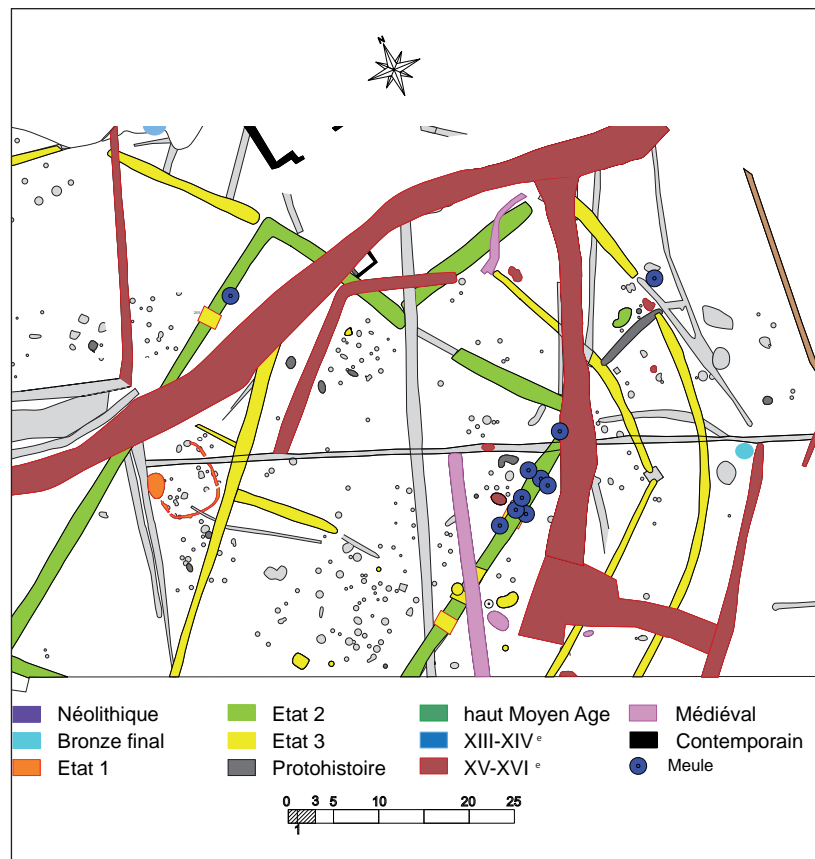 N
Néolithique
Bronze final
Etat 1
Etat 2
Etat 3
Protohistoire
haut Moyen Age
XIII-XIV e
XV-XVI e
Médiéval
Contemporain
Meule
0 3 5 10 15 20 25
1